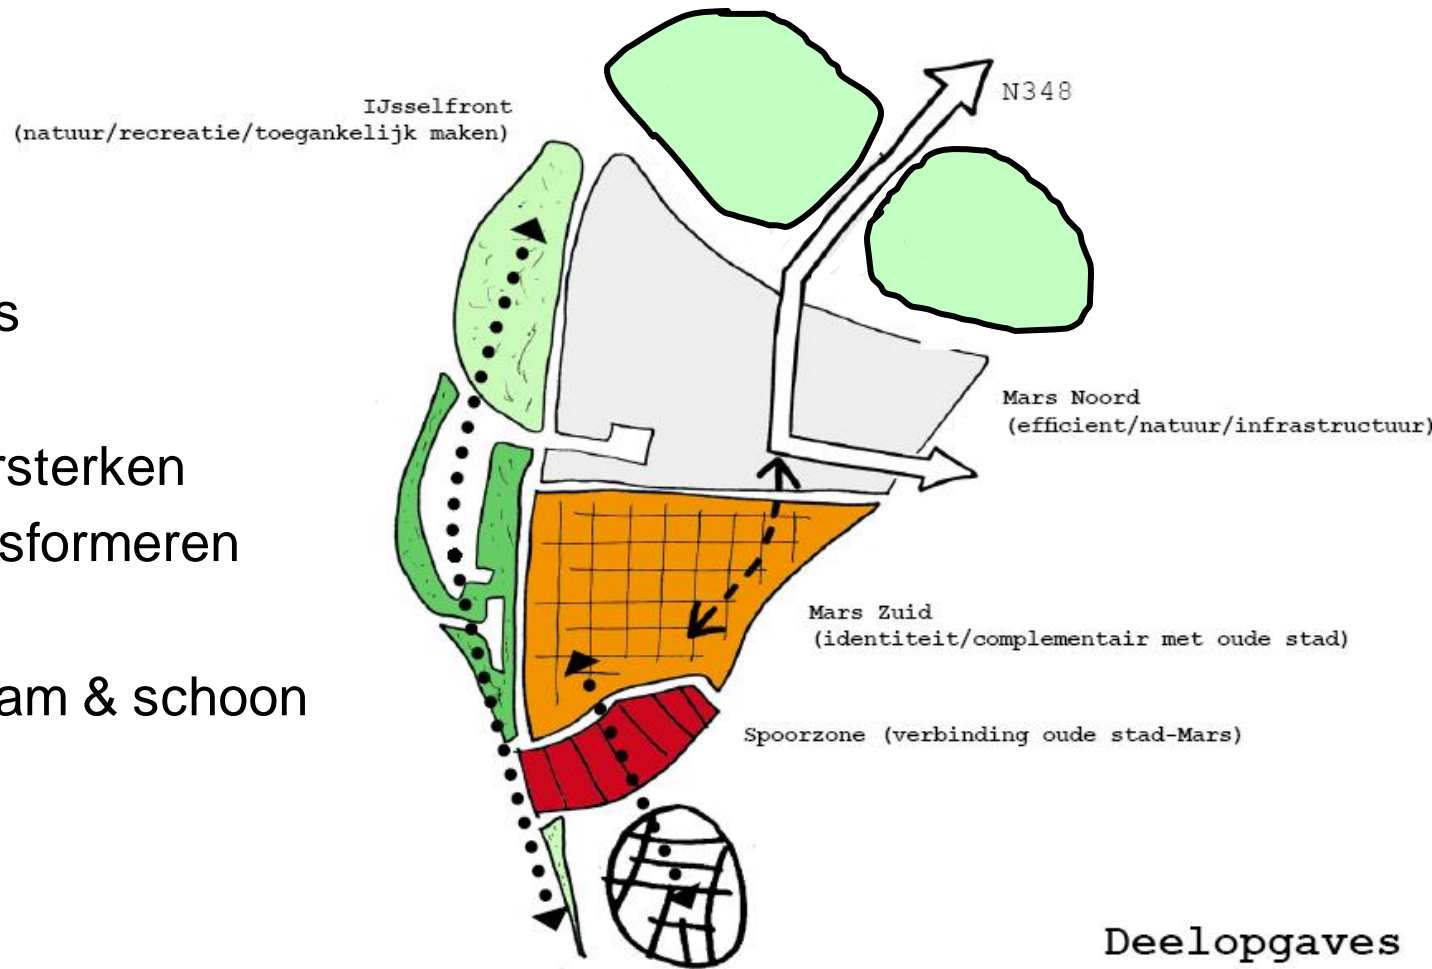 IJsselfront
(natuur/recreatie/toegankelijk maken)
N348
s
rsterken
sformeren
am & schoon
Mars Noord
(efficient/natuur/infrastructuur)
Mars Zuid
(identiteit/complementair met oude stad)
Spoorzone (verbinding oude stad-Mars)
Deelopgaves